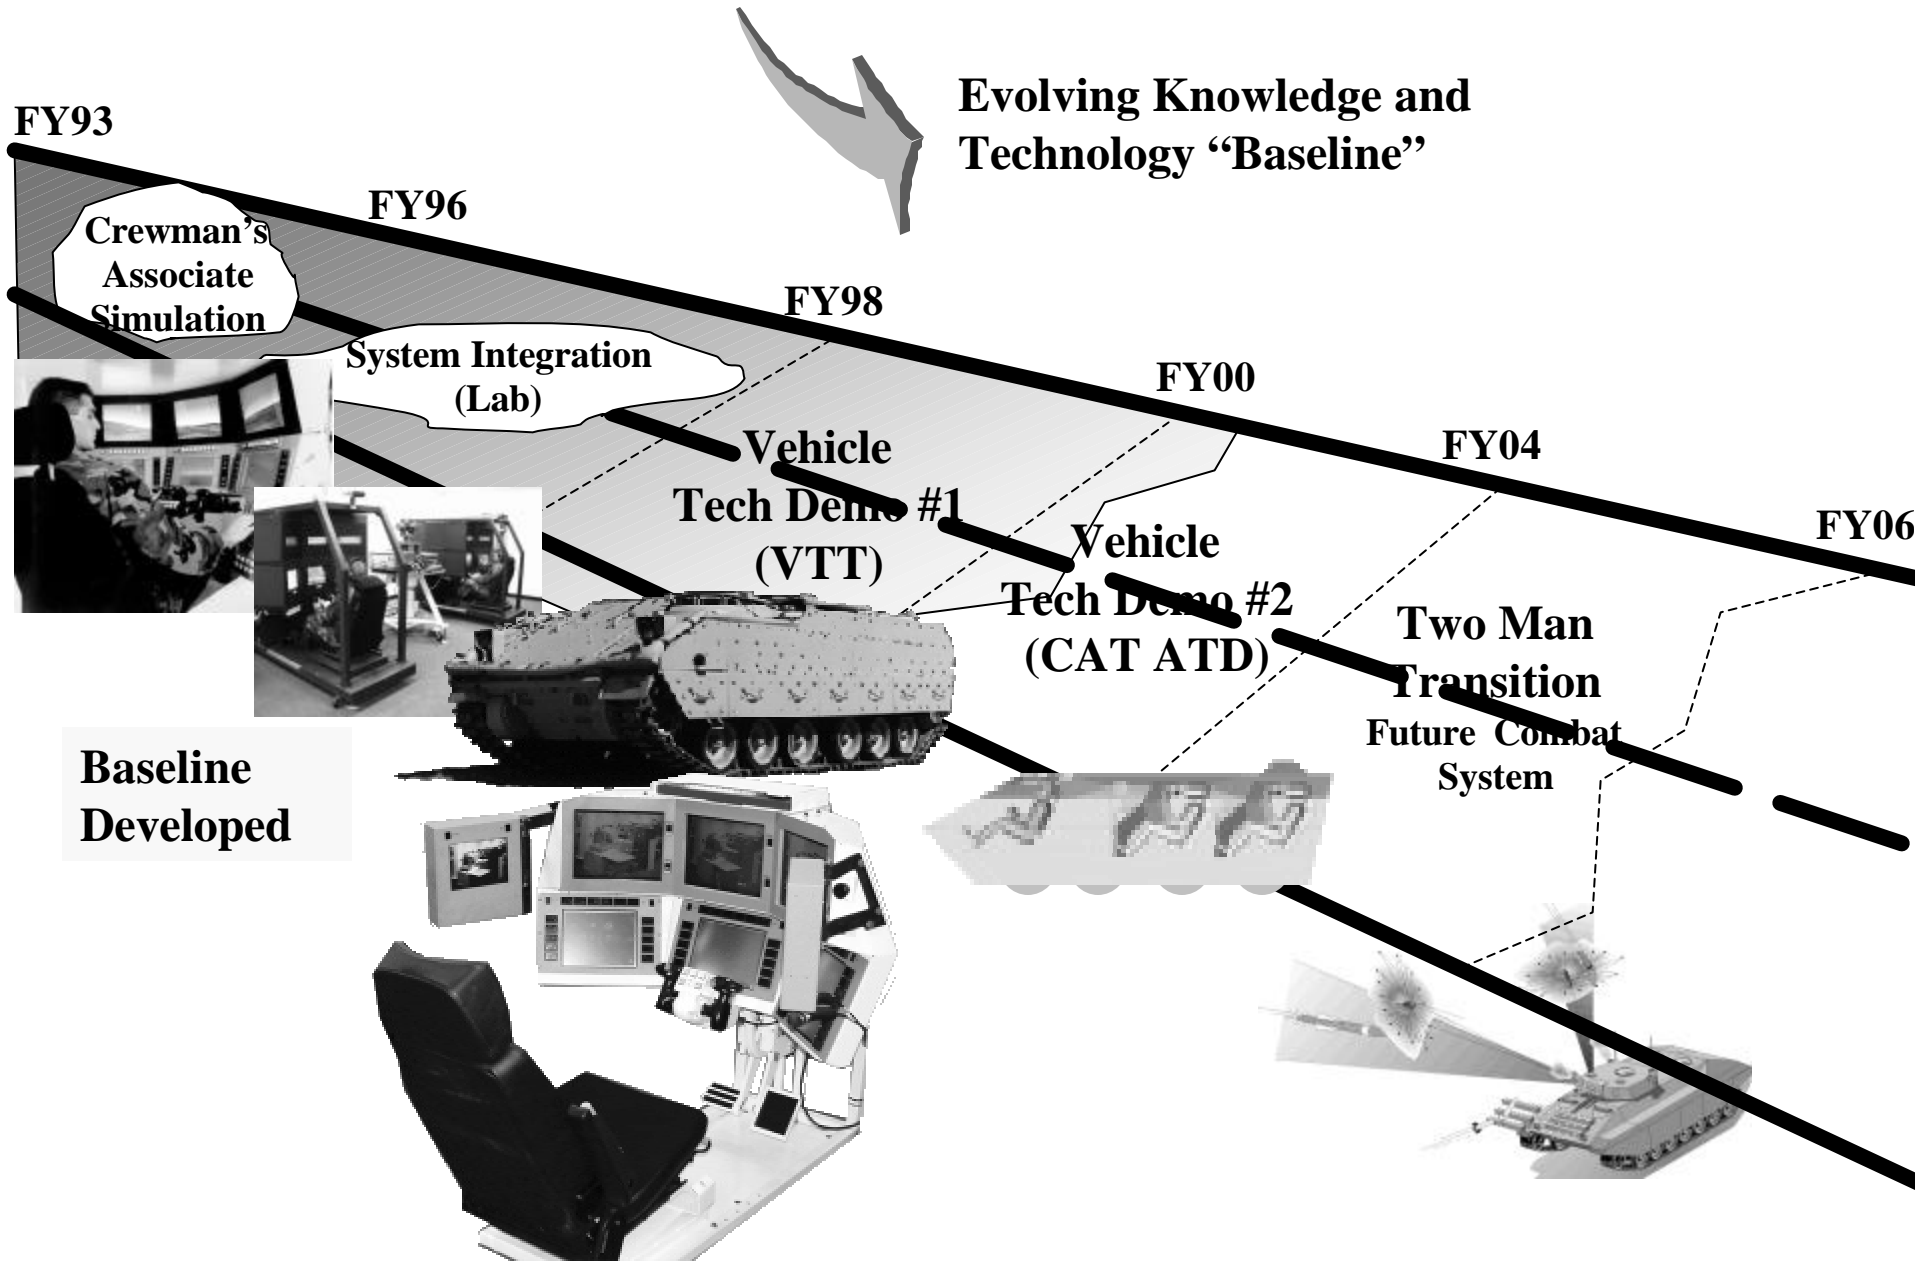 Evolving Knowledge and
Technology “Baseline”
FY93
FY96
FY98
FY00
FY04
FY06
Crewman’s
Associate
Simulation
System Integration
(Lab)
Vehicle
Tech Demo #1
(VTT)
Vehicle
Tech Demo #2
(CAT ATD)
Two Man
Transition
Future Combat
System
Baseline
Developed